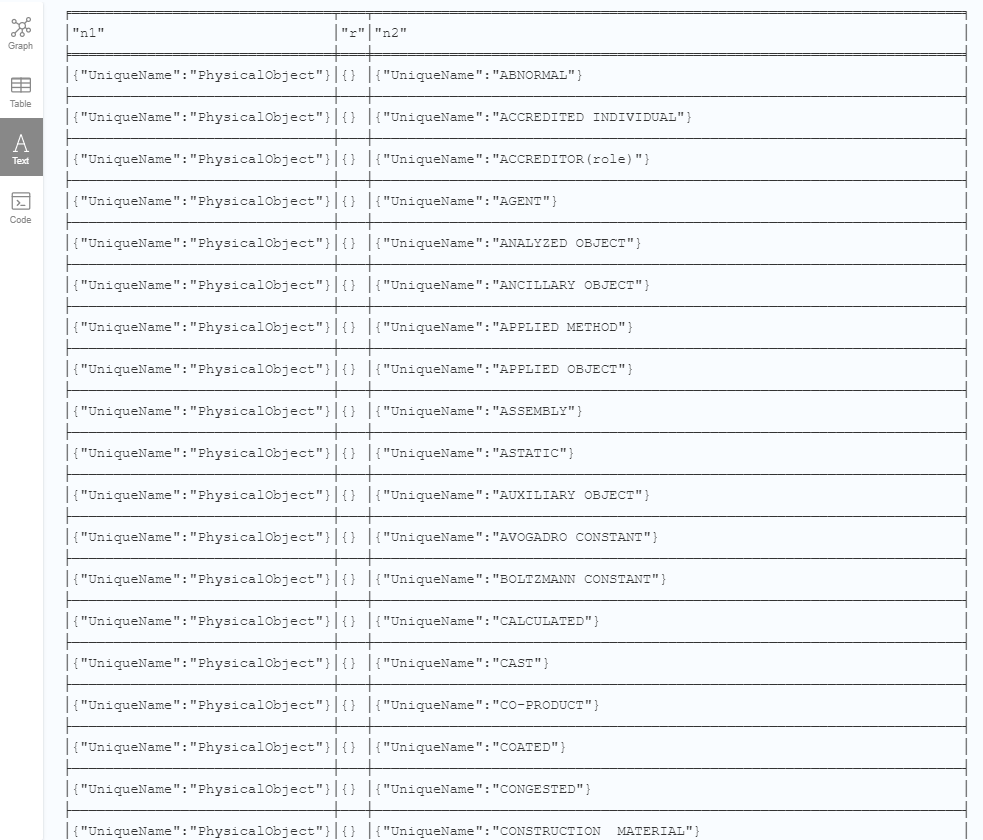 Graph
Table
Text
Code
"n1" "r" "n2"
{"UniqueName":"PhysicalObject"} {} {"UniqueName":"ABNORMAL"}
{"UniqueName":"PhysicalObject"} {} {"UniqueName":"ACCREDITED INDIVIDUAL"}
{"UniqueName":"PhysicalObject"} {} {"UniqueName":"ACCREDITOR(role)"}
{"UniqueName":"PhysicalObject"} {} {"UniqueName":"AGENT"}
{"UniqueName":"PhysicalObject"} {} {"UniqueName":"ANALYZED OBJECT"}
{"UniqueName":"PhysicalObject"} {} {"UniqueName":"ANCILLARY OBJECT"}
{"UniqueName":"PhysicalObject"} {} {"UniqueName":"APPLIED METHOD"}
{"UniqueName":"PhysicalObject"} {} {"UniqueName":"APPLIED OBJECT"}
{"UniqueName":"PhysicalObject"} {} {"UniqueName":"ASSEMBLY"}
{"UniqueName":"PhysicalObject"} {} {"UniqueName":"ASTATIC"}
{"UniqueName":"PhysicalObject"} {} {"UniqueName":"AUXILIARY OBJECT"}
{"UniqueName":"PhysicalObject"} {} {"UniqueName":"AVOGADRO CONSTANT"}
{"UniqueName":"PhysicalObject"} {} {"UniqueName":"BOLTZMANN CONSTANT"}
{"UniqueName":"PhysicalObject"} {} {"UniqueName":"CALCULATED"}
{"UniqueName":"PhysicalObject"} {} {"UniqueName":"CAST"}
{"UniqueName":"PhysicalObject"} {} {"UniqueName":"CO-PRODUCT"}
{"UniqueName":"PhysicalObject"} {} {"UniqueName":"COATED"}
{"UniqueName":"PhysicalObject"} {} {"UniqueName":"CONGESTED"}
{"UniqueName":"PhysicalObject"} {} {"UniqueName":"CONSTRUCTION  MATERIAL"}